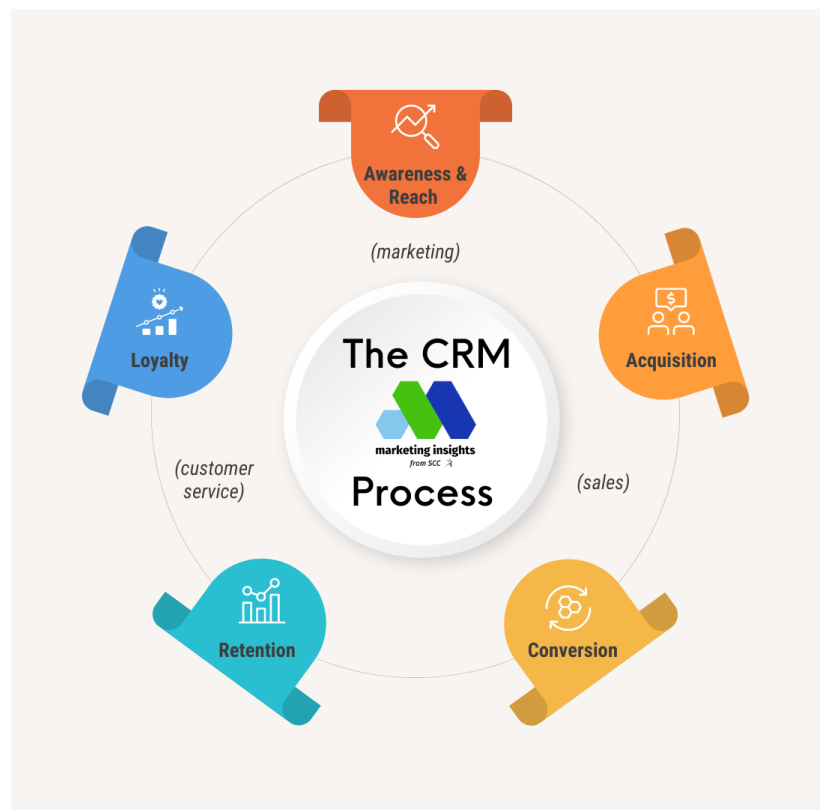 Awareness &
Reach
(marketing)
$
Loyalty
Acquisition
The CRM
marketing insights
from SCC
Process
(customer
service)
(sales)
Retention
Conversion